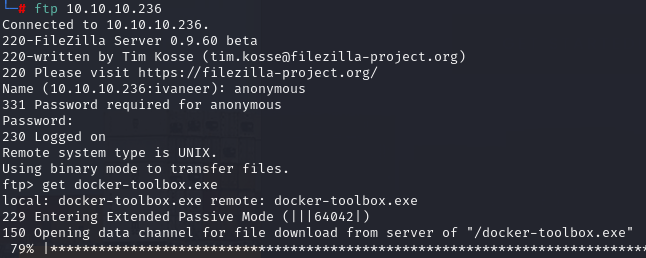 └─# ftp 10.10.10.236
Connected to 10.10.10.236.
220-FileZilla Server 0.9.60 beta
220-written by Tim Kosse (tim.kosse@filezilla-project.org)
220 Please visit https://filezilla-project.org/
Name (10.10.10.236:ivaneer): anonymous
331 Password required for anonymous
Password:
230 Logged on
Remote system type is UNIX.
Using binary mode to transfer files.
ftp> get docker-toolbox.exe
local: docker-toolbox.exe remote: docker-toolbox.exe
229 Entering Extended Passive Mode (|||64042|)
150 Opening data channel for file download from server of "/docker-toolbox.exe"
79% |***************************************************************************